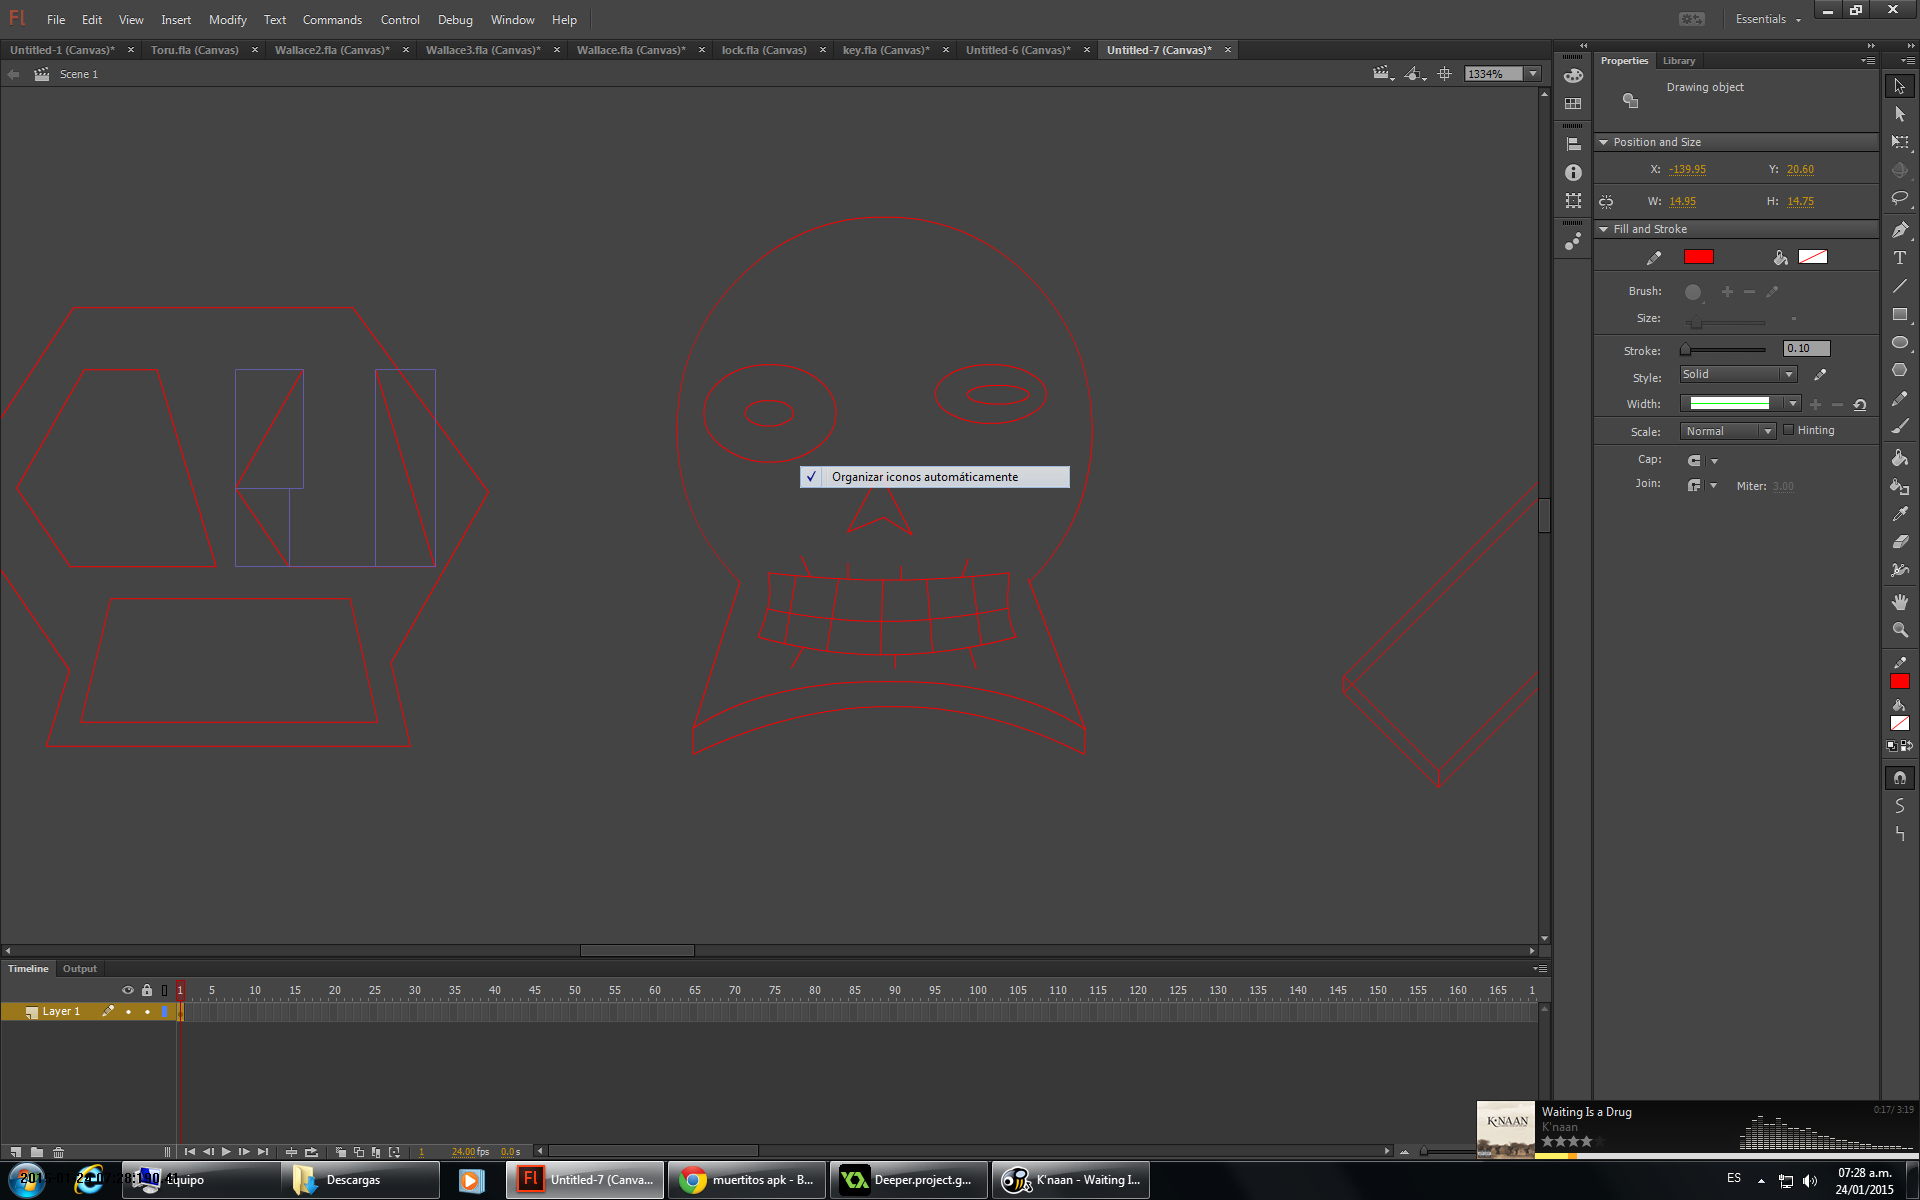 Fl File Edit View Insert Modify Text Commands Control Debug Window Help Essentials
Untitled-1 (Canvas)* Toru.fla (Canvas) Wallace2.fla (Canvas)* Wallace3.fla (Canvas)* Wallace.fla (Canvas)* lock.fla (Canvas) key.fla (Canvas)* Untitled-6 (Canvas)* Untitled-7 (Canvas)*
Scene 1 1334%
Properties Library
Drawing object
Position and Size
X: -139.95 Y: 20.60
W: 14.95 H: 14.75
Fill and Stroke
Brush:
Size:
Stroke: 0.10
Style: Solid
Width:
Scale: Normal Hinting
Cap:
Join: Miter: 3.00
Organizar iconos automáticamente
Timeline Output
1 5 10 15 20 25 30 35 40 45 50 55 60 65 70 75 80 85 90 95 100 105 110 115 120 125 130 135 140 145 150 155 160 165 1
Layer 1
1 24.00 fps 0.0 s
K'NAAN
Waiting Is a Drug 0:17/ 3:19
K'naan
Equipo Descargas Fl Untitled-7 (Canva... muertitos apk - B... Deeper.project.g... K'naan - Waiting I... ES
07:28 a.m.
24/01/2015